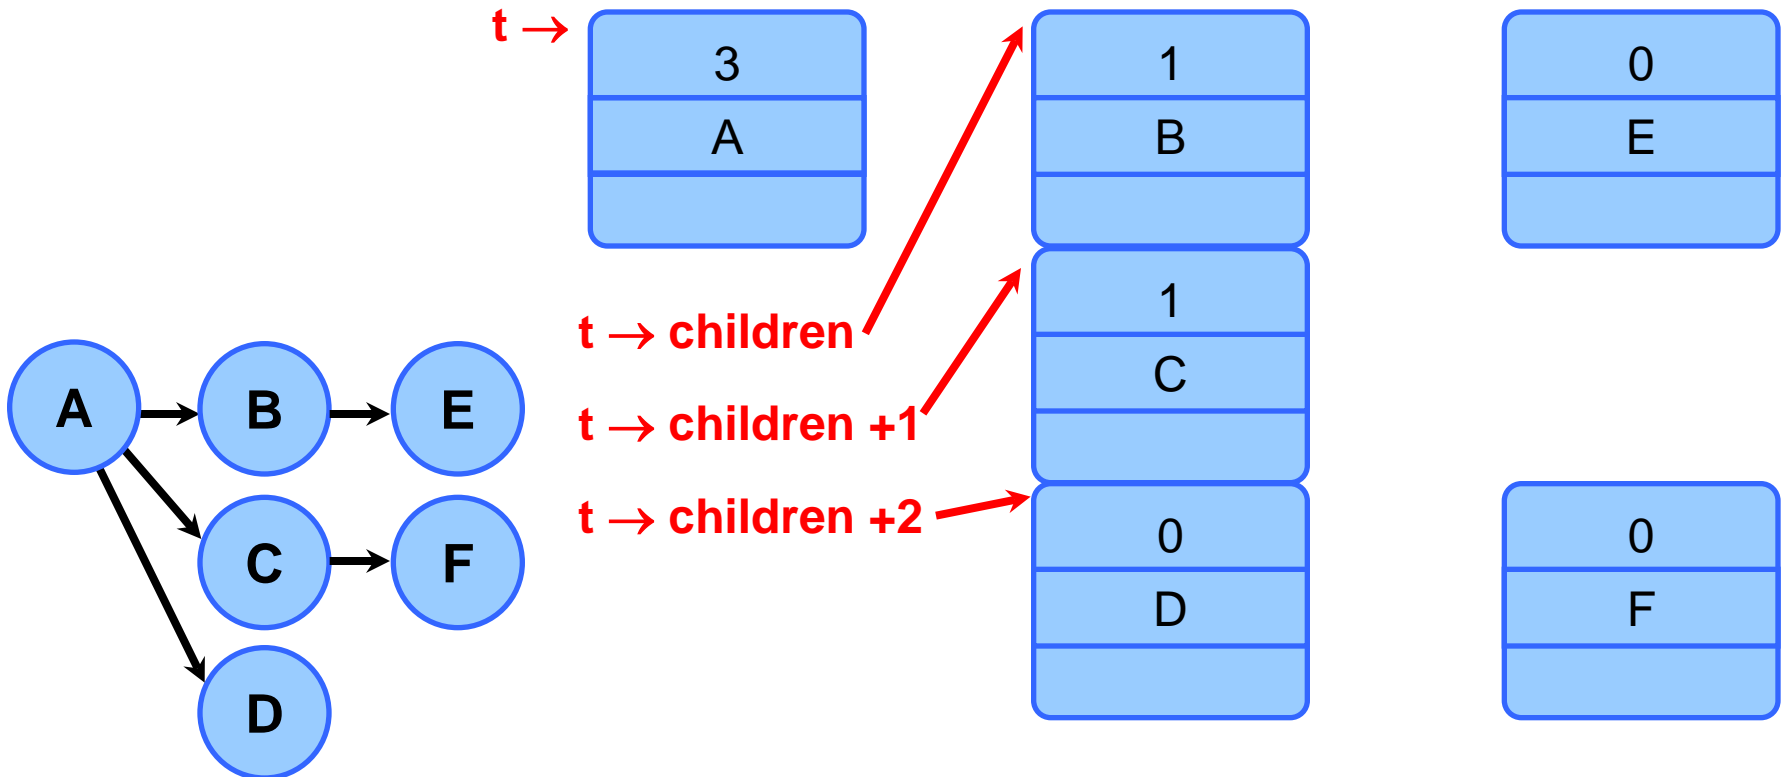 t →
3
A
1
B
0
E
t → children
t → children +1
t → children +2
1
C
0
D
0
F
A
B
E
C
F
D